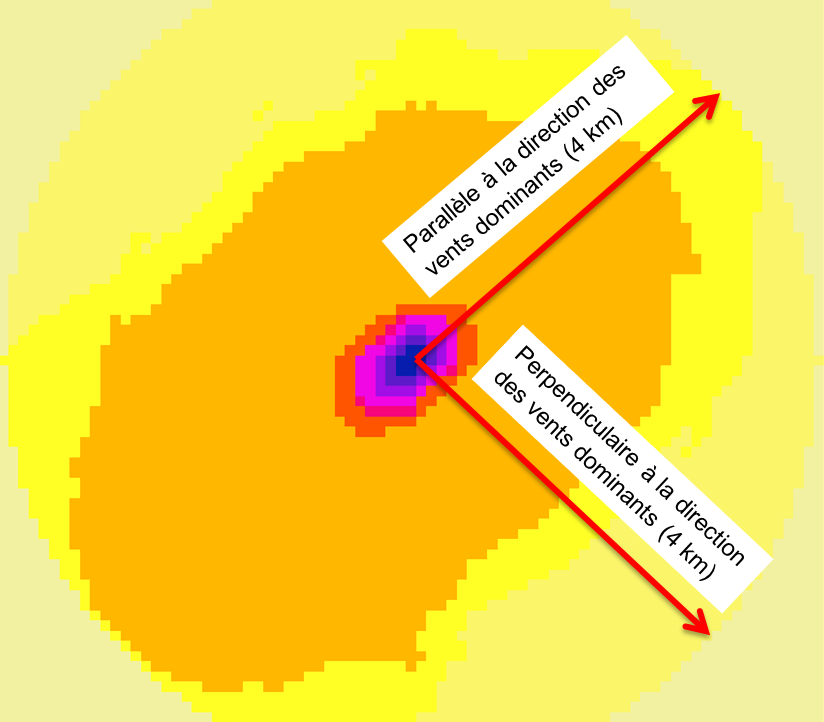 Parallèle à la direction des
vents dominants (4 km)
Perpendiculaire à la direction
des vents dominants (4 km)